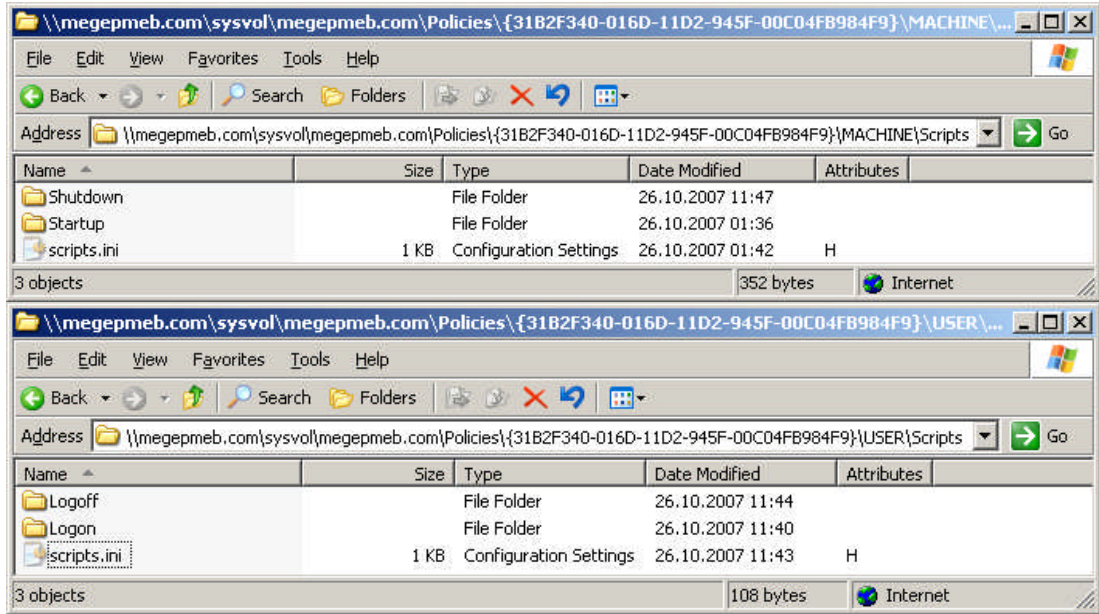 \\megepmeb.com\sysvol\megepmeb.com\Policies\{31B2F340-016D-11D2-945F-00C04FB984F9}\MACHINE\...
File Edit View Favorites Tools Help
Back Search Folders
Address \\megepmeb.com\sysvol\megepmeb.com\Policies\{31B2F340-016D-11D2-945F-00C04FB984F9}\MACHINE\Scripts Go
Name Size Type Date Modified Attributes
Shutdown File Folder 26.10.2007 11:47
Startup File Folder 26.10.2007 01:36
scripts.ini 1 KB Configuration Settings 26.10.2007 01:42 H
3 objects 352 bytes Internet
\\megepmeb.com\sysvol\megepmeb.com\Policies\{31B2F340-016D-11D2-945F-00C04FB984F9}\USER\...
File Edit View Favorites Tools Help
Back Search Folders
Address \\megepmeb.com\sysvol\megepmeb.com\Policies\{31B2F340-016D-11D2-945F-00C04FB984F9}\USER\Scripts Go
Name Size Type Date Modified Attributes
Logoff File Folder 26.10.2007 11:44
Logon File Folder 26.10.2007 11:40
scripts.ini 1 KB Configuration Settings 26.10.2007 11:43 H
3 objects 108 bytes Internet